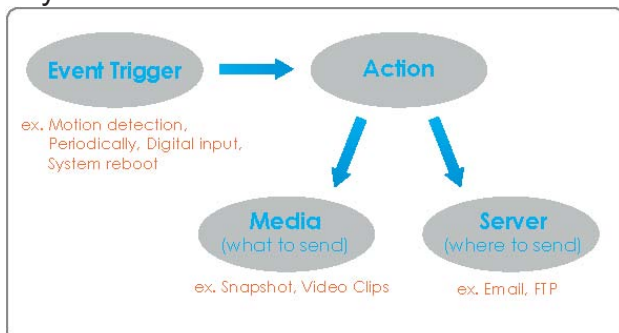 Event Trigger
Action
ex. Motion detection,
Periodically, Digital input,
System reboot
Media
(what to send)
Server
(where to send)
ex. Snapshot, Video Clips
ex. Email, FTP